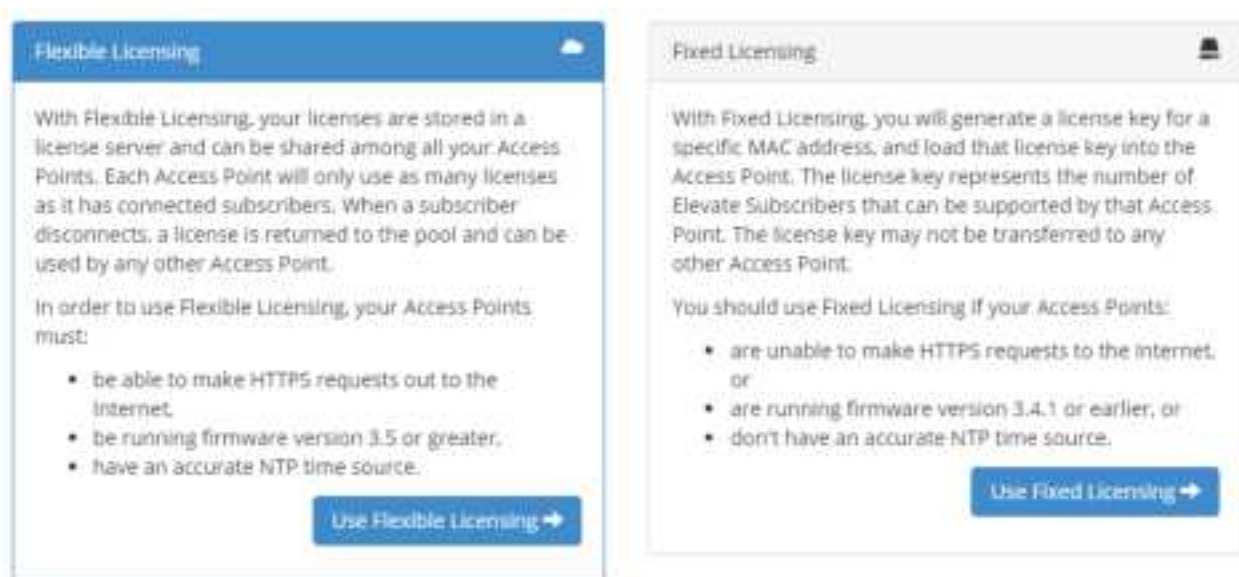 Flexible Licensing
With Flexible Licensing, your licenses are stored in a
license server and can be shared among all your Access
Points. Each Access Point will only use as many licenses
as it has connected subscribers. When a subscriber
disconnects, a license is returned to the pool and can be
used by any other Access Point.
In order to use Flexible Licensing, your Access Points
must:
• be able to make HTTPS requests out to the
Internet,
• be running firmware version 3.5 or greater,
• have an accurate NTP time source.
Use Flexible Licensing
Fixed Licensing
With Fixed Licensing, you will generate a license key for a
specific MAC address, and load that license key into the
Access Point. The license key represents the number of
Elevate Subscribers that can be supported by that Access
Point. The license key may not be transferred to any
other Access Point.
You should use Fixed Licensing if your Access Points:
• are unable to make HTTPS requests to the Internet,
or
• are running firmware version 3.4.1 or earlier, or
• don't have an accurate NTP time source.
Use Fixed Licensing